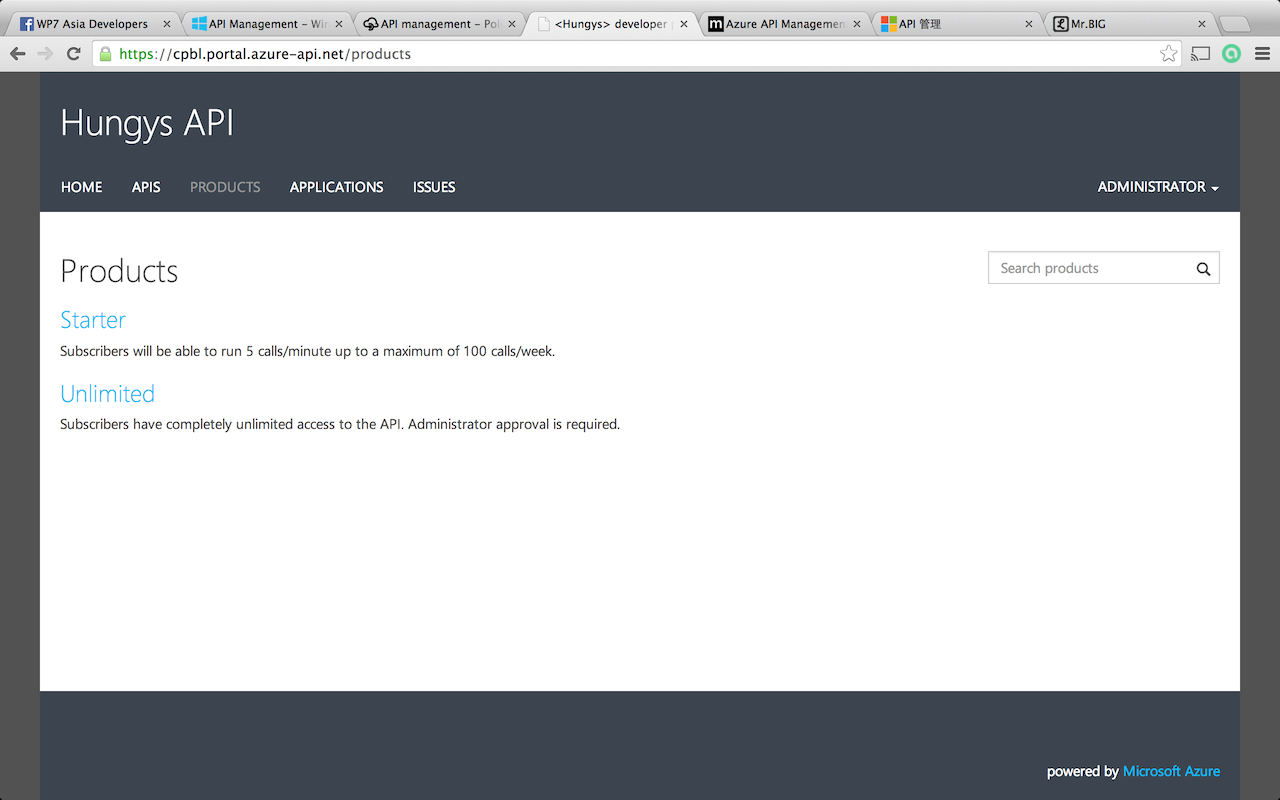 WP7 Asia Developers
API Management – Win
API management – Pol
<Hungys> developer p
Azure API Managemen
API 管理
Mr.BIG
https://cpbl.portal.azure-api.net/products
Hungys API
HOME APIS PRODUCTS APPLICATIONS ISSUES ADMINISTRATOR
Products
Search products
Starter
Subscribers will be able to run 5 calls/minute up to a maximum of 100 calls/week.
Unlimited
Subscribers have completely unlimited access to the API. Administrator approval is required.
powered by Microsoft Azure